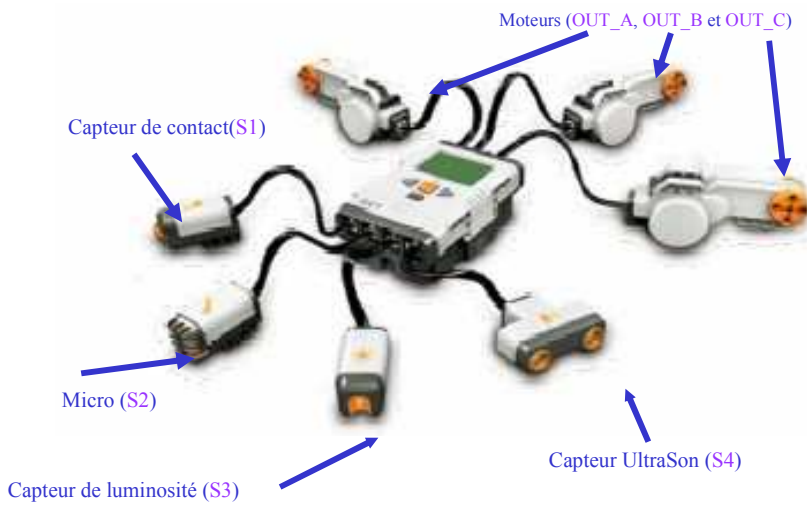 Moteurs (OUT_A, OUT_B et OUT_C)
Capteur de contact(S1)
Micro (S2)
Capteur UltraSon (S4)
Capteur de luminosité (S3)